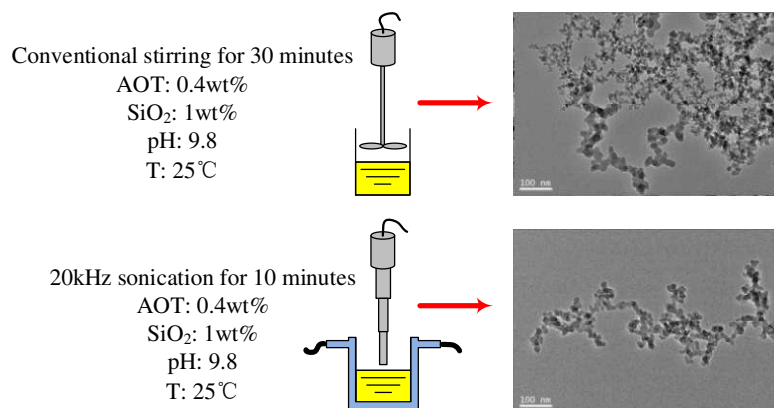 Conventional stirring for 30 minutes
AOT: 0.4wt%
SiO₂: 1wt%
pH: 9.8
T: 25℃
100 nm
20kHz sonication for 10 minutes
AOT: 0.4wt%
SiO₂: 1wt%
pH: 9.8
T: 25℃
100 nm